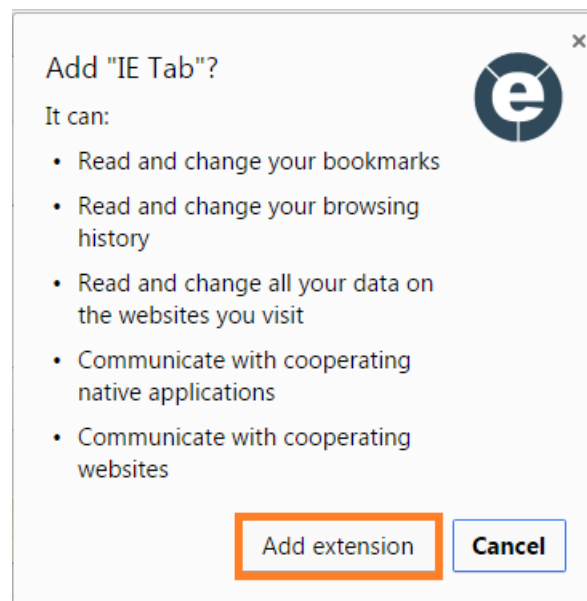 Add "IE Tab"?
It can:
• Read and change your bookmarks
• Read and change your browsing
history
• Read and change all your data on
the websites you visit
• Communicate with cooperating
native applications
• Communicate with cooperating
websites
Add extension Cancel